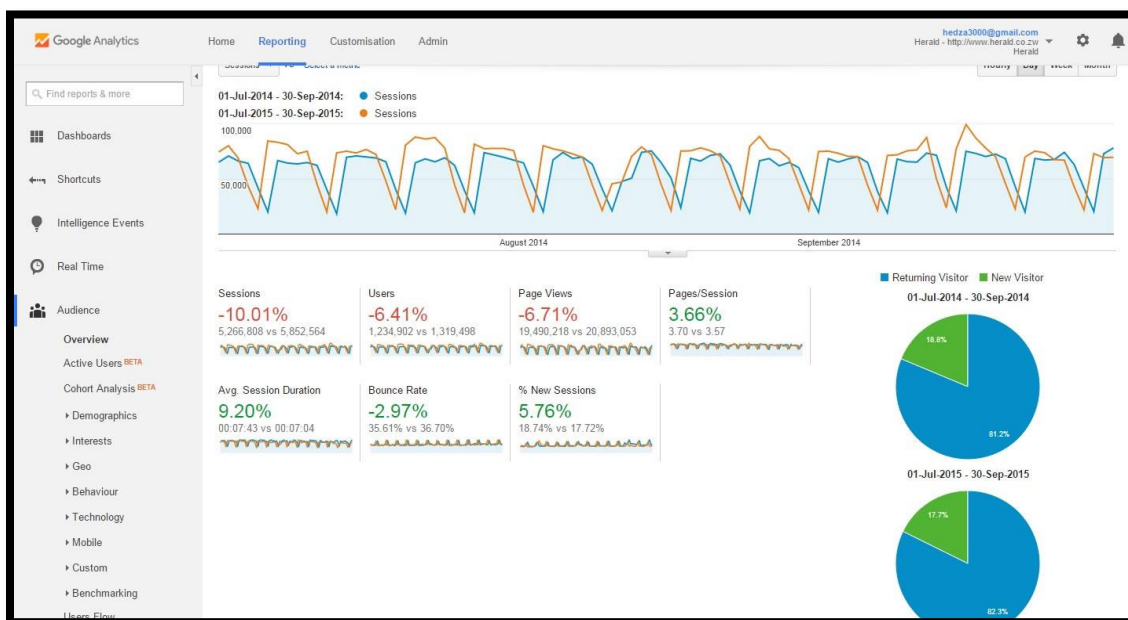 Google Analytics
Home Reporting Customisation Admin
hedza3000@gmail.com
Herald - http://www.herald.co.zw
Herald
Find reports & more
Dashboards
Shortcuts
Intelligence Events
Real Time
Audience
Overview
Active Users BETA
Cohort Analysis BETA
Demographics
Interests
Geo
Behaviour
Technology
Mobile
Custom
Benchmarking
Users Flow
Sessions Select a metric
Hourly Day Week Month
01-Jul-2014 - 30-Sep-2014: Sessions
01-Jul-2015 - 30-Sep-2015: Sessions
100,000
50,000
August 2014 September 2014
Sessions
-10.01%
5,266,808 vs 5,852,564
Users
-6.41%
1,234,902 vs 1,319,498
Page Views
-6.71%
19,490,218 vs 20,893,053
Pages/Session
3.66%
3.70 vs 3.57
Avg. Session Duration
9.20%
00:07:43 vs 00:07:04
Bounce Rate
-2.97%
35.61% vs 36.70%
% New Sessions
5.76%
18.74% vs 17.72%
Returning Visitor New Visitor
01-Jul-2014 - 30-Sep-2014
18.8%
81.2%
01-Jul-2015 - 30-Sep-2015
17.7%
82.3%